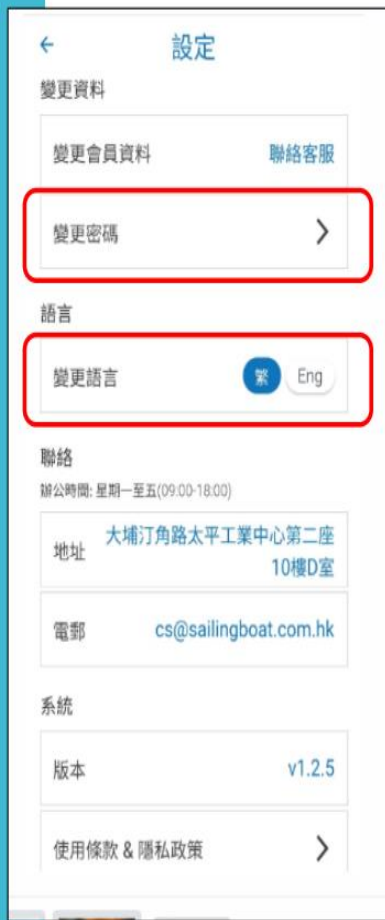 設定
變更資料
變更會員資料 聯絡客服
變更密碼
語言
變更語言 繁 Eng
聯絡
辦公時間: 星期一至五(09:00-18:00)
地址 大埔汀角路太平工業中心第二座
10樓D室
電郵 cs@sailingboat.com.hk
系統
版本 v1.2.5
使用條款 & 隱私政策